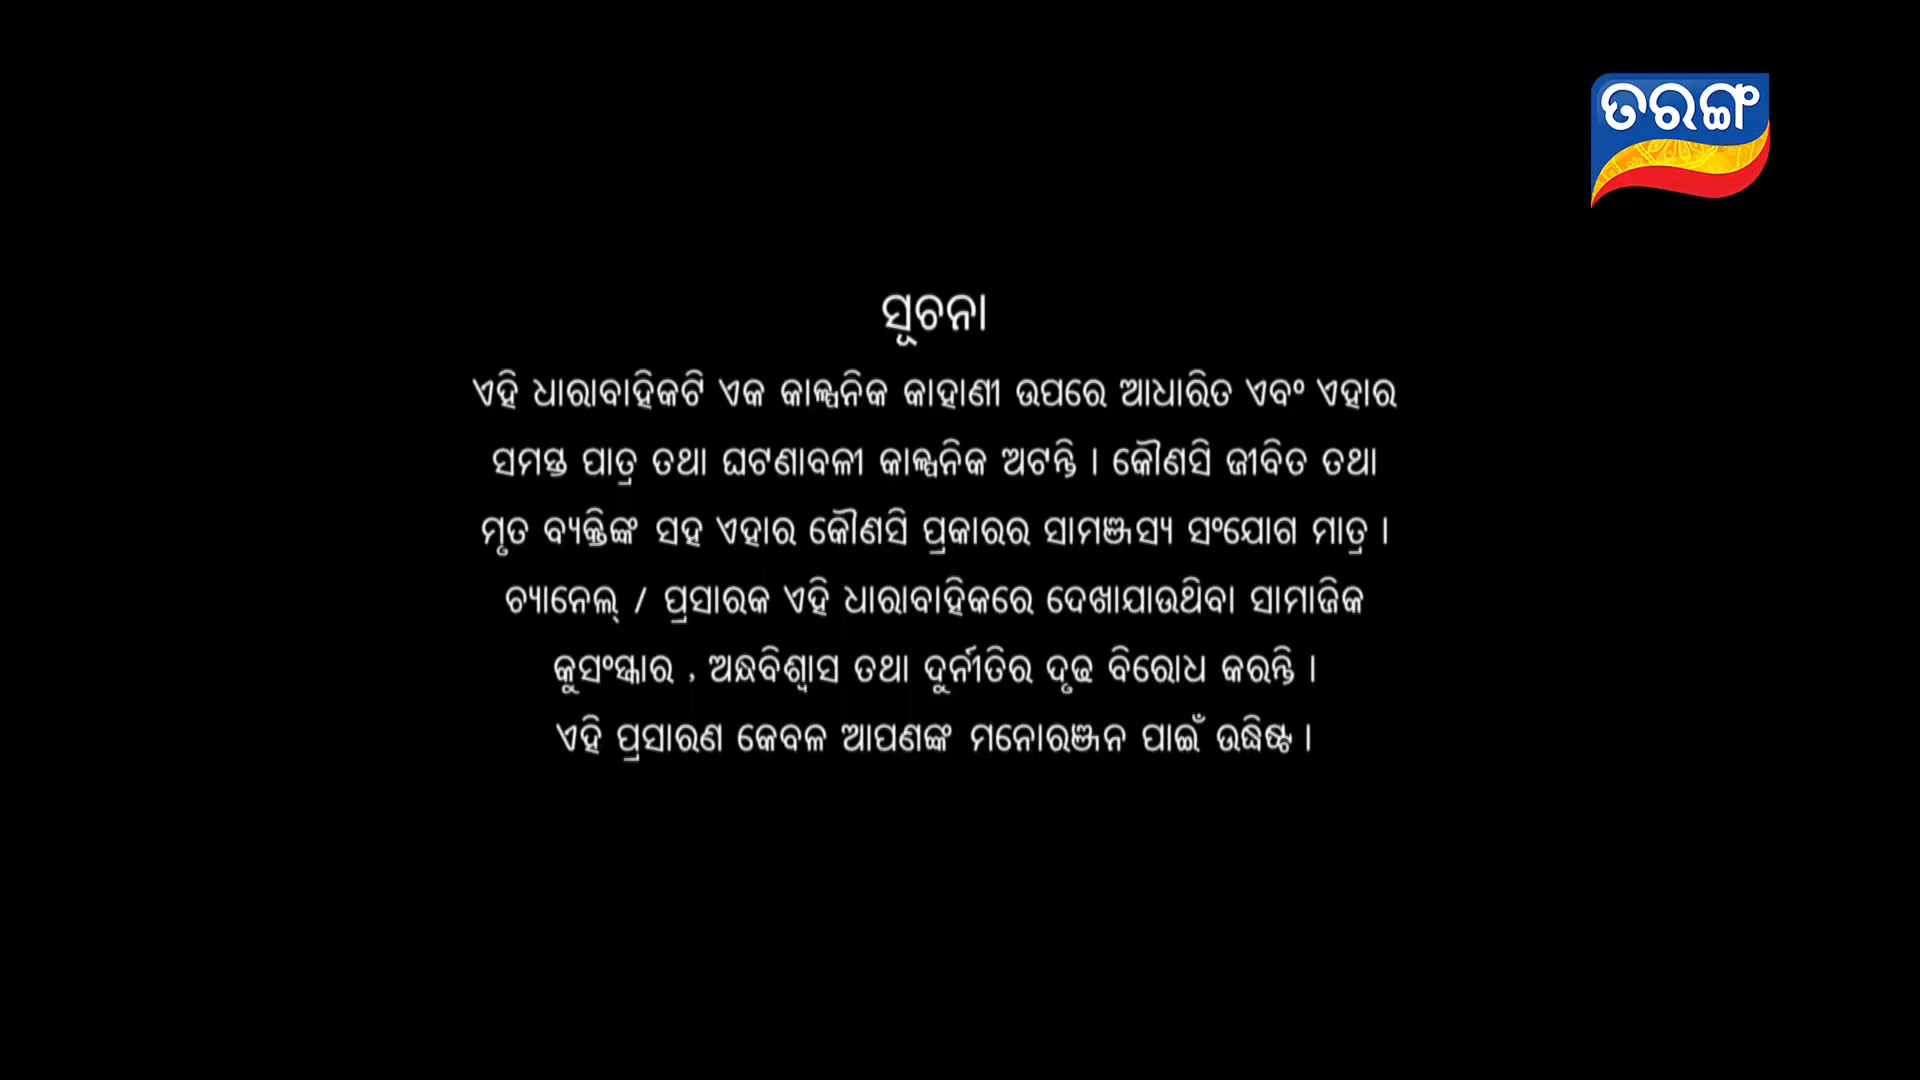 ତରଙ୍ଗ
ସୂଚନା
ଏହି ଧାରାବାହିକଟି ଏକ କାଳ୍ପନିକ କାହାଣୀ ଉପରେ ଆଧାରିତ ଏବଂ ଏହାର
ସମସ୍ତ ପାତ୍ର ତଥା ଘଟଣାବଳୀ କାଳ୍ପନିକ ଅଟନ୍ତି । କୌଣସି ଜୀବିତ ତଥା
ମୃତ ବ୍ୟକ୍ତିଙ୍କ ସହ ଏହାର କୌଣସି ପ୍ରକାରର ସାମଞ୍ଜସ୍ୟ ସଂଯୋଗ ମାତ୍ର ।
ଚ୍ୟାନେଲ୍ / ପ୍ରସାରକ ଏହି ଧାରାବାହିକରେ ଦେଖାଯାଉଥିବା ସାମାଜିକ
କୁସଂସ୍କାର , ଅନ୍ଧବିଶ୍ୱାସ ତଥା ଦୁର୍ନୀତିର ଦୃଢ ବିରୋଧ କରନ୍ତି ।
ଏହି ପ୍ରସାରଣ କେବଳ ଆପଣଙ୍କ ମନୋରଞ୍ଜନ ପାଇଁ ଉଦ୍ଧିଷ୍ଟ ।